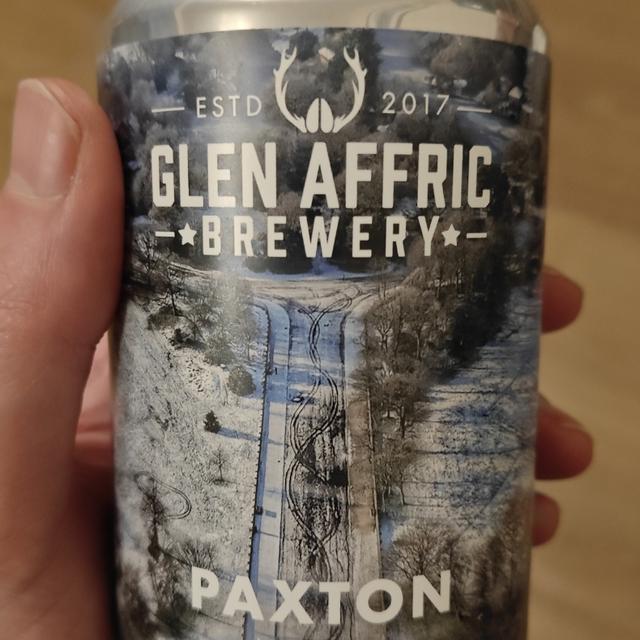 ESTD 2017
GLEN AFFRIC
BREWERY
PAXTON